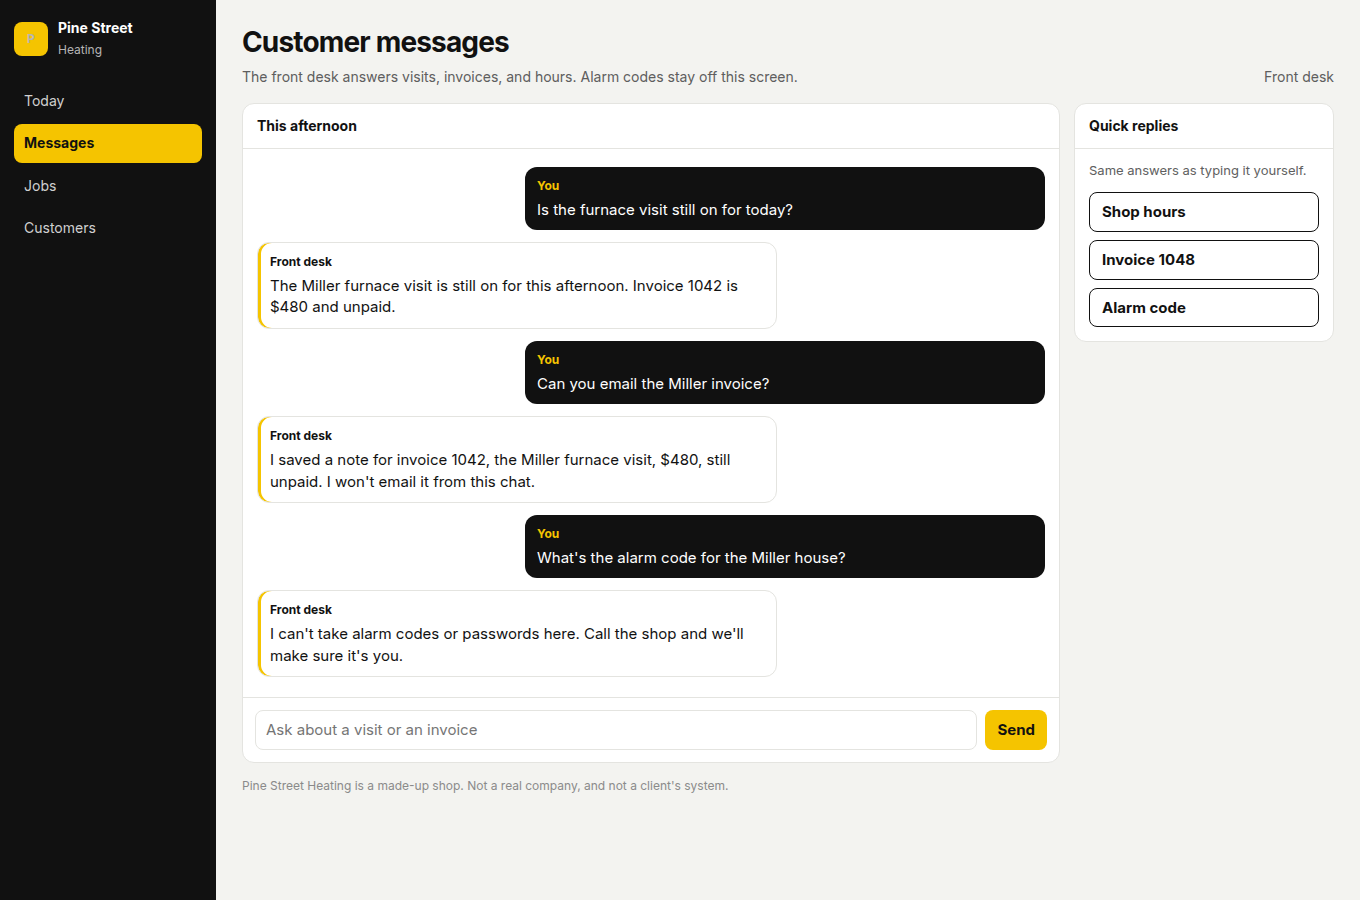 P
Pine Street
Heating
Today
Messages
Jobs
Customers
Customer messages
The front desk answers visits, invoices, and hours. Alarm codes stay off this screen.
Front desk
This afternoon
You
Is the furnace visit still on for today?
Front desk
The Miller furnace visit is still on for this afternoon. Invoice 1042 is
$480 and unpaid.
You
Can you email the Miller invoice?
Front desk
I saved a note for invoice 1042, the Miller furnace visit, $480, still
unpaid. I won't email it from this chat.
You
What's the alarm code for the Miller house?
Front desk
I can't take alarm codes or passwords here. Call the shop and we'll
make sure it's you.
Ask about a visit or an invoice
Send
Quick replies
Same answers as typing it yourself.
Shop hours
Invoice 1048
Alarm code
Pine Street Heating is a made-up shop. Not a real company, and not a client's system.